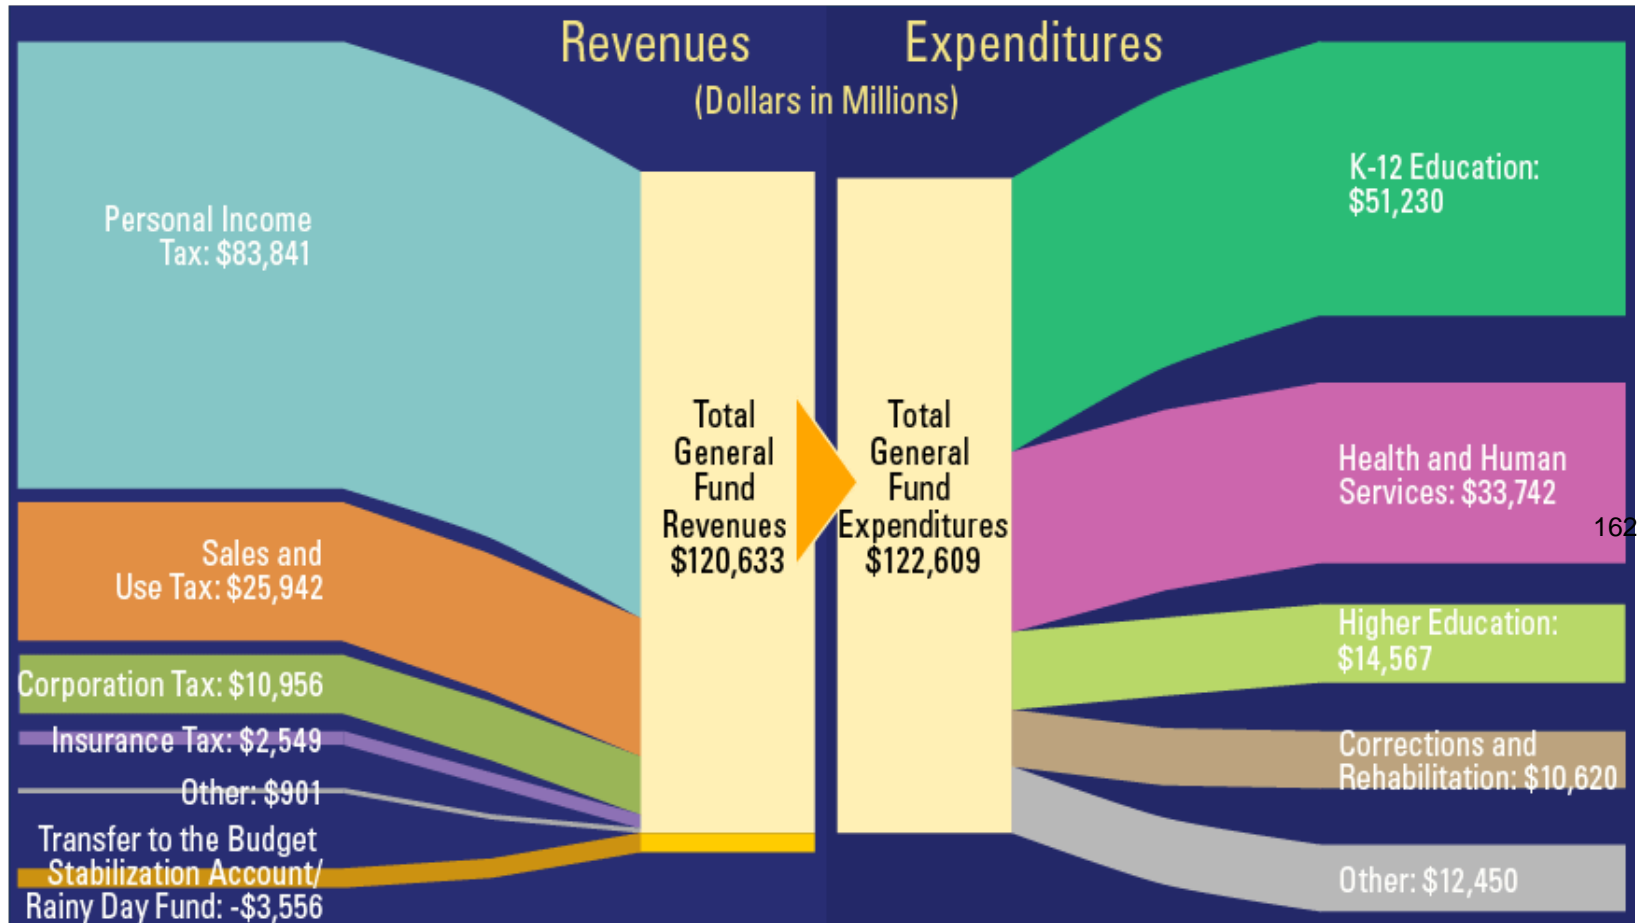 Revenues
Expenditures
(Dollars in Millions)
Personal Income
Tax: $83,841
Sales and
Use Tax: $25,942
Corporation Tax: $10,956
Insurance Tax: $2,549
Other: $901
Transfer to the Budget
Stabilization Account/
Rainy Day Fund: -$3,556
Total
General
Fund
Revenues
$120,633
Total
General
Fund
Expenditures
$122,609
K-12 Education:
$51,230
Health and Human
Services: $33,742
162
Higher Education:
$14,567
Corrections and
Rehabilitation: $10,620
Other: $12,450